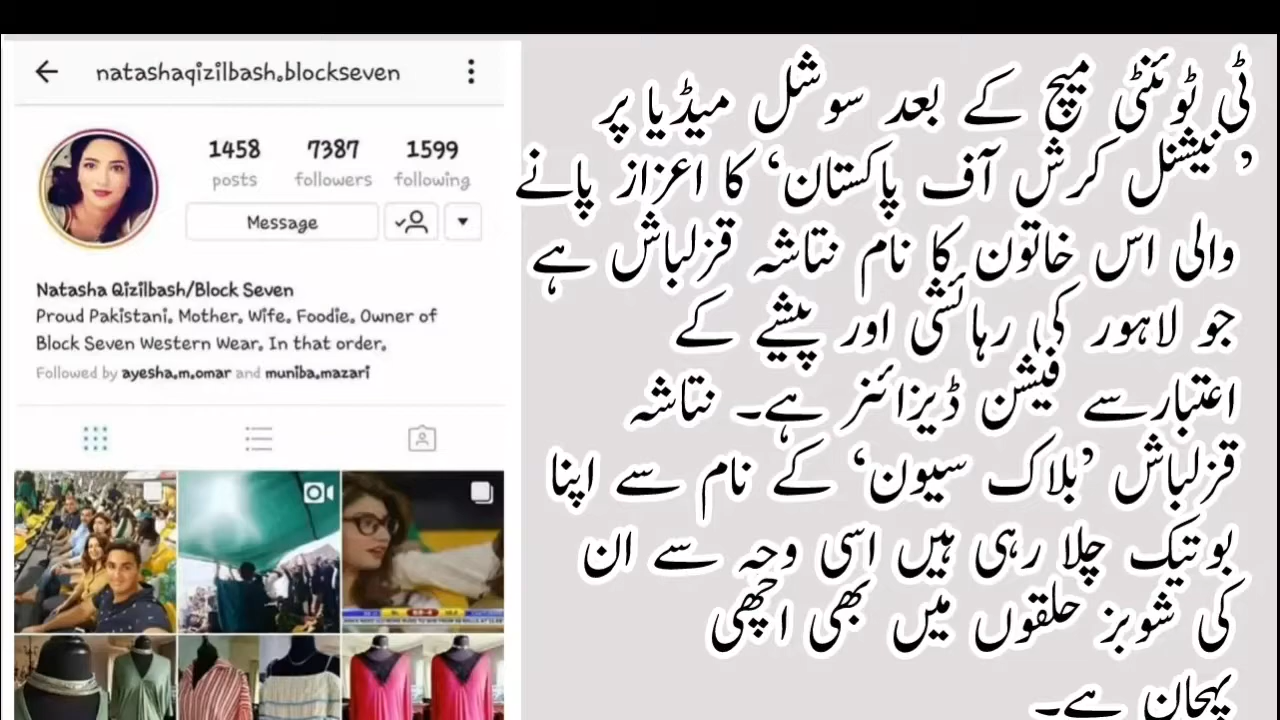 natashaqizilbash.blockseven
1458 7387 1599
posts followers following
Message
Natasha Qizilbash/Block Seven
Proud Pakistani. Mother. Wife. Foodie. Owner of
Block Seven Western Wear. In that order.
Followed by ayesha.m.omar and muniba.mazari
ٹی ٹوئنٹی میچ کے بعد سوشل میڈیا پر
’نیشنل کرش آف پاکستان‘ کا اعزاز پانے
والی اس خاتون کا نام نتاشہ قزلباش ہے
جو لاہور کی رہائشی اور پیشے کے
اعتبارسے فیشن ڈیزائنر ہے۔ نتاشہ
قزلباش ’بلاک سیون‘ کے نام سے اپنا
بوتیک چلا رہی ہیں اسی وجہ سے ان
کی شوبز حلقوں میں بھی اچھی
پہچان ہے۔